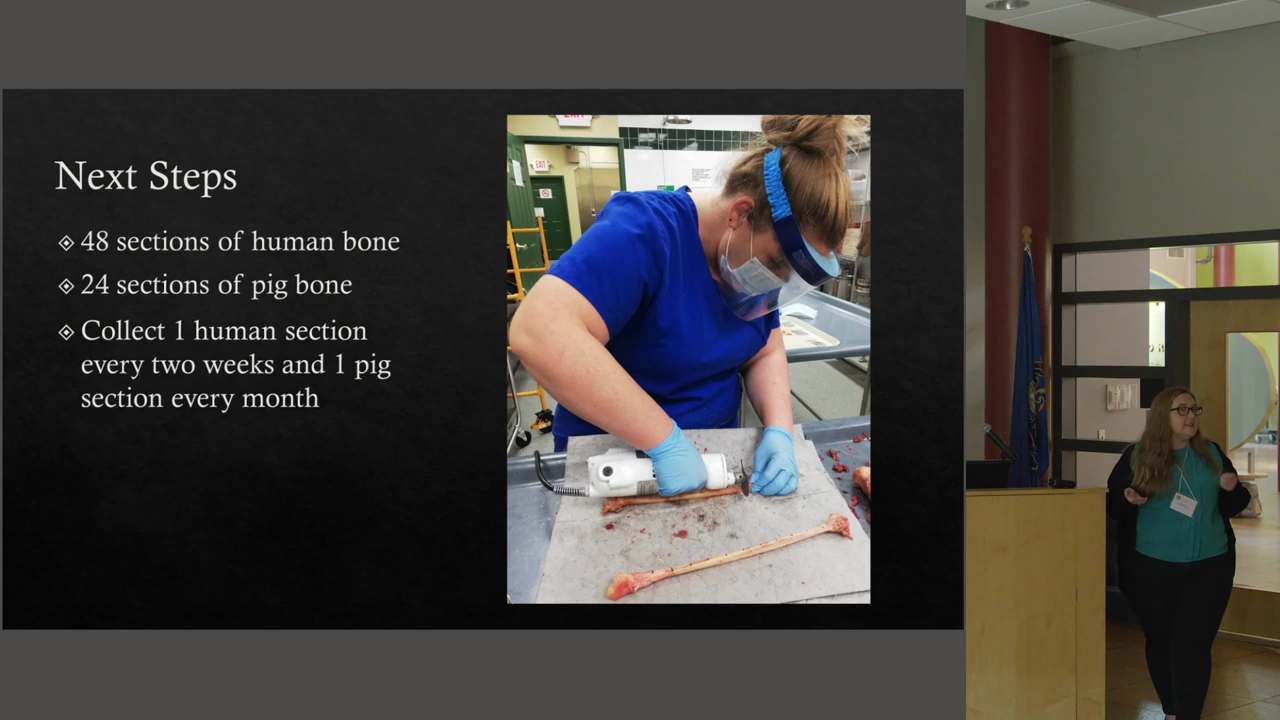 Next Steps
48 sections of human bone
24 sections of pig bone
Collect 1 human section
every two weeks and 1 pig
section every month
EXIT
EXIT